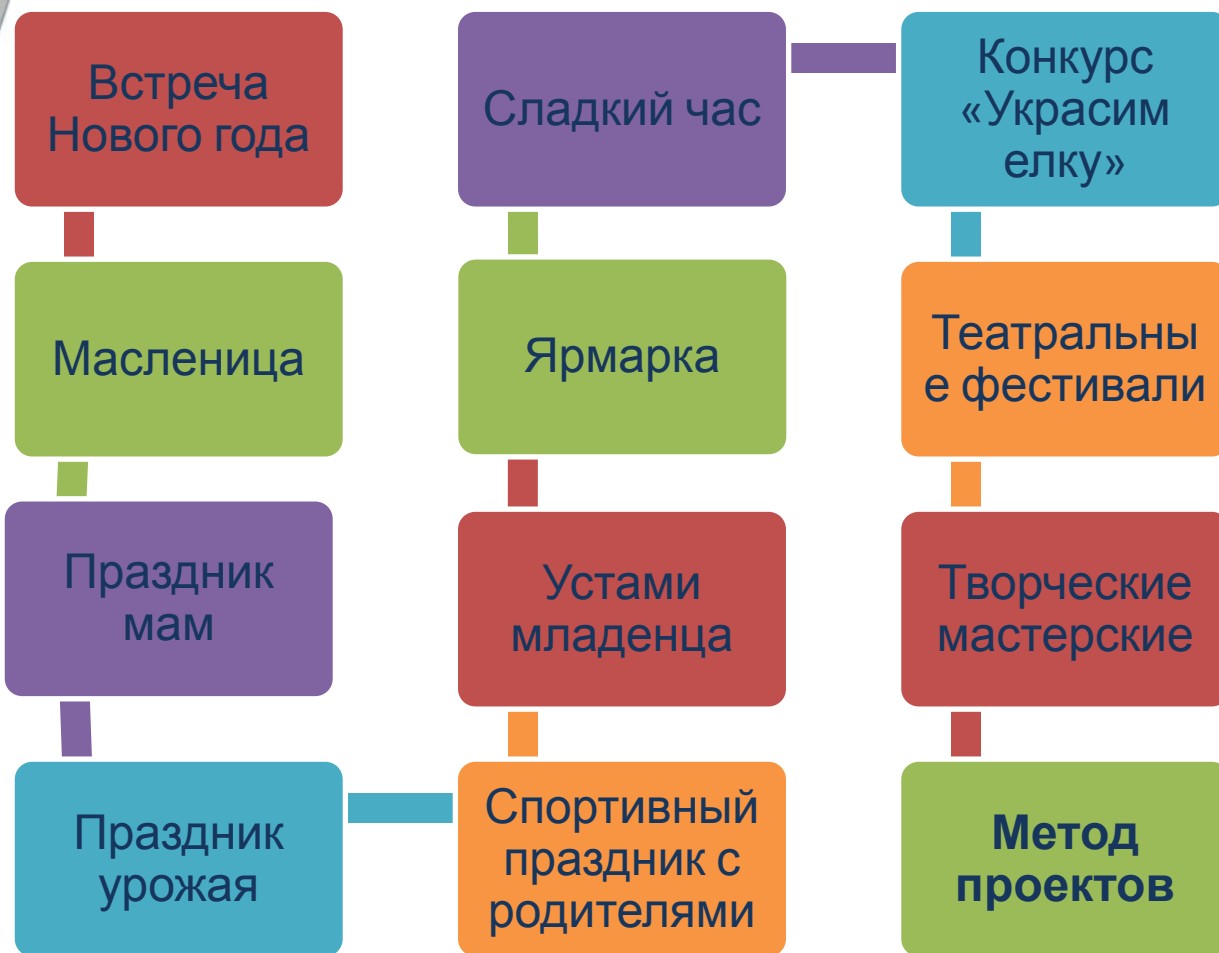 Встреча
Нового года
Масленица
Праздник
мам
Праздник
урожая
Спортивный
праздник с
родителями
Устами
младенца
Ярмарка
Сладкий час
Конкурс
«Украсим
елку»
Театральны
е фестивали
Творческие
мастерские
Метод
проектов